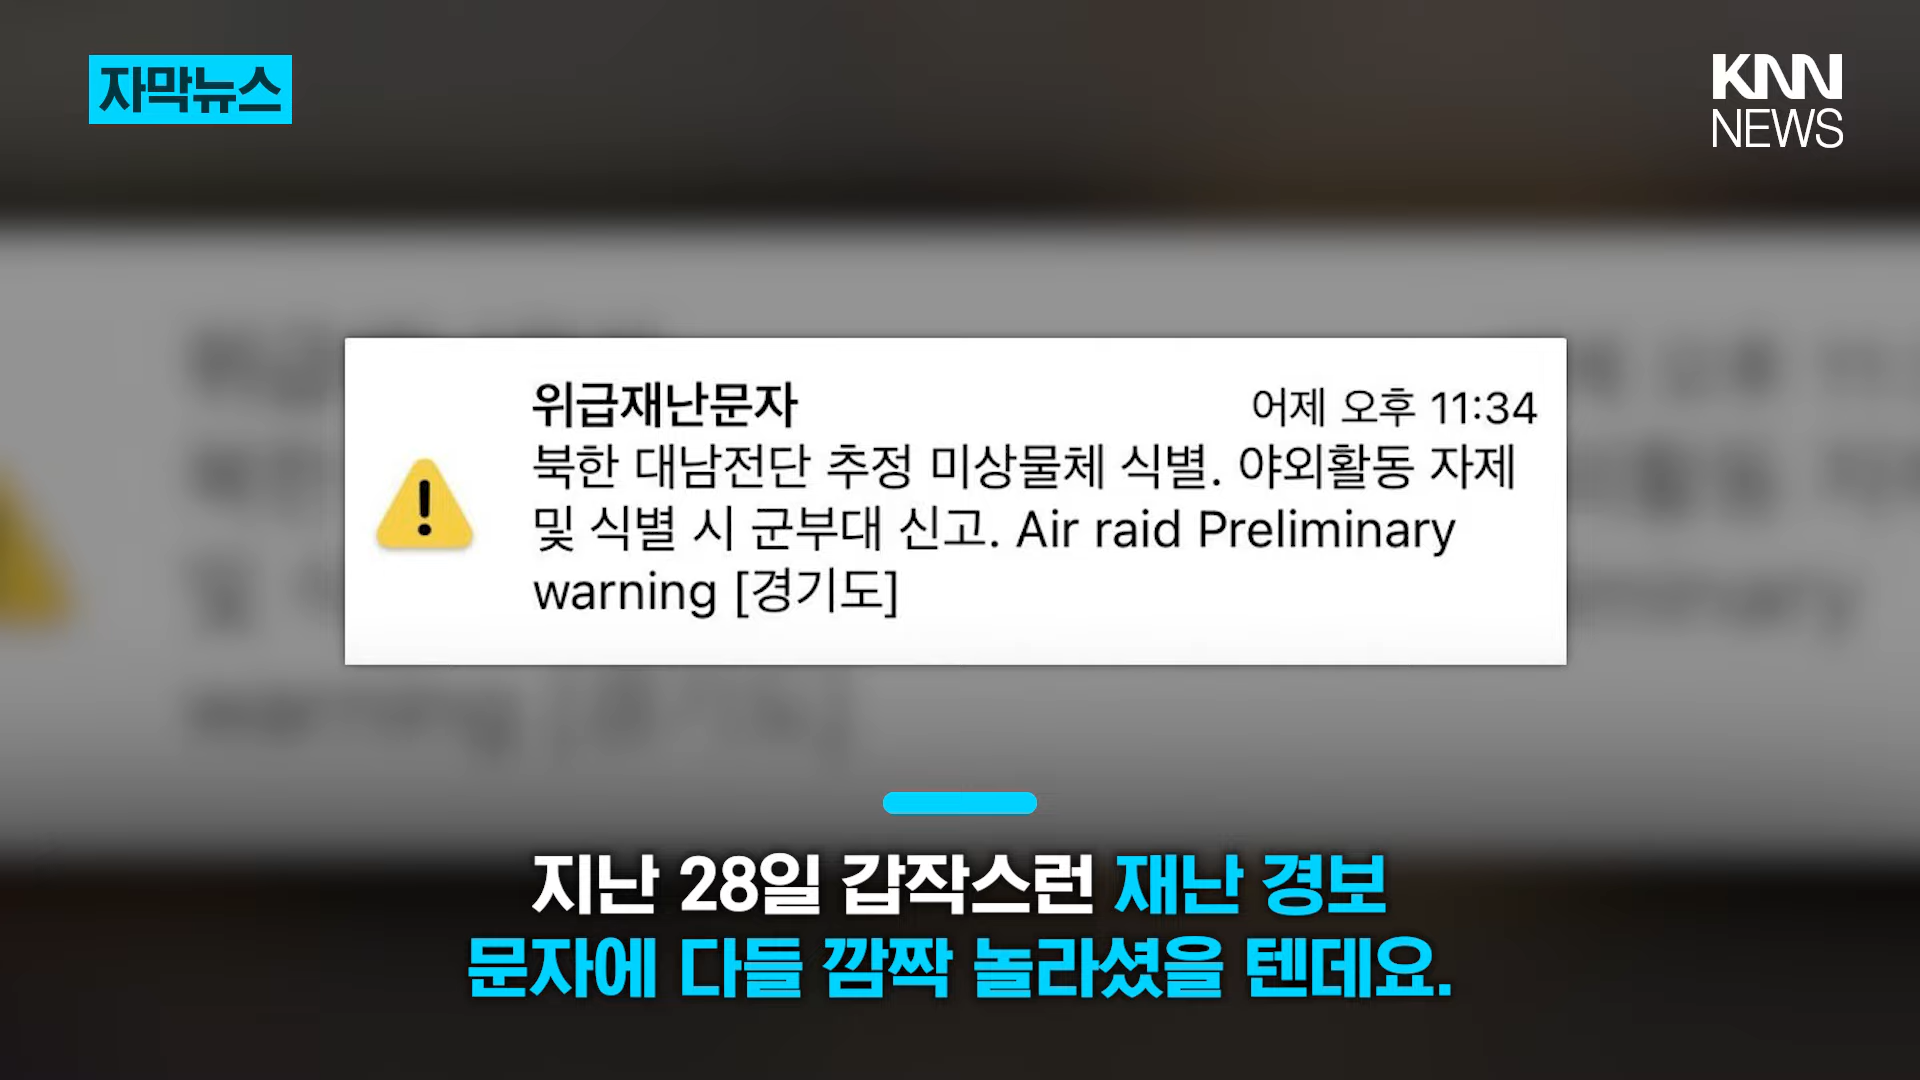 자막뉴스
KNN
NEWS
위급재난문자 어제 오후 11:34
북한 대남전단 추정 미상물체 식별. 야외활동 자제
및 식별 시 군부대 신고. Air raid Preliminary
warning [경기도]
지난 28일 갑작스런 재난 경보
문자에 다들 깜짝 놀라셨을 텐데요.